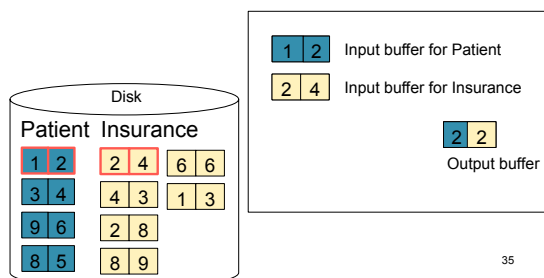 1 2 Input buffer for Patient
2 4 Input buffer for Insurance
2 2
Output buffer
Disk
Patient Insurance
1 2 2 4 6 6
3 4 4 3 1 3
9 6 2 8
8 5 8 9
35